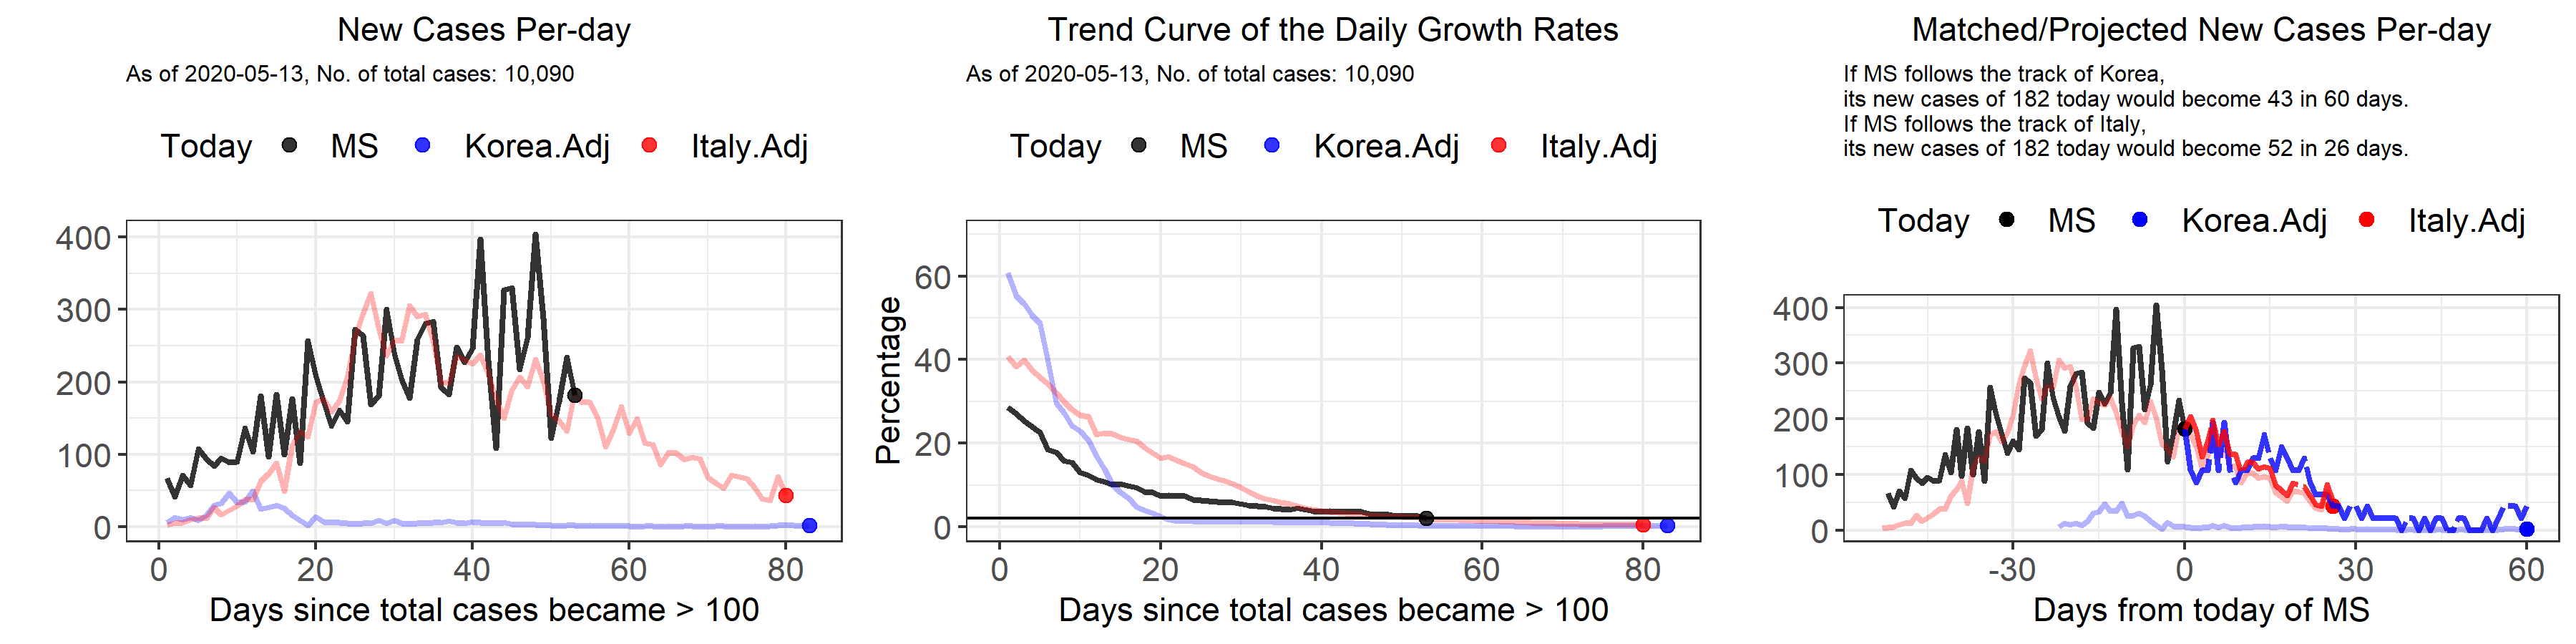 New Cases Per-day
As of 2020-05-13, No. of total cases: 10,090
Today MS Korea.Adj Italy.Adj
400
300
200
100
0
0 20 40 60 80
Days since total cases became > 100
Trend Curve of the Daily Growth Rates
As of 2020-05-13, No. of total cases: 10,090
Today MS Korea.Adj Italy.Adj
Percentage
60
40
20
0
0 20 40 60 80
Days since total cases became > 100
Matched/Projected New Cases Per-day
If MS follows the track of Korea,
its new cases of 182 today would become 43 in 60 days.
If MS follows the track of Italy,
its new cases of 182 today would become 52 in 26 days.
Today MS Korea.Adj Italy.Adj
400
300
200
100
0
-30 0 30 60
Days from today of MS